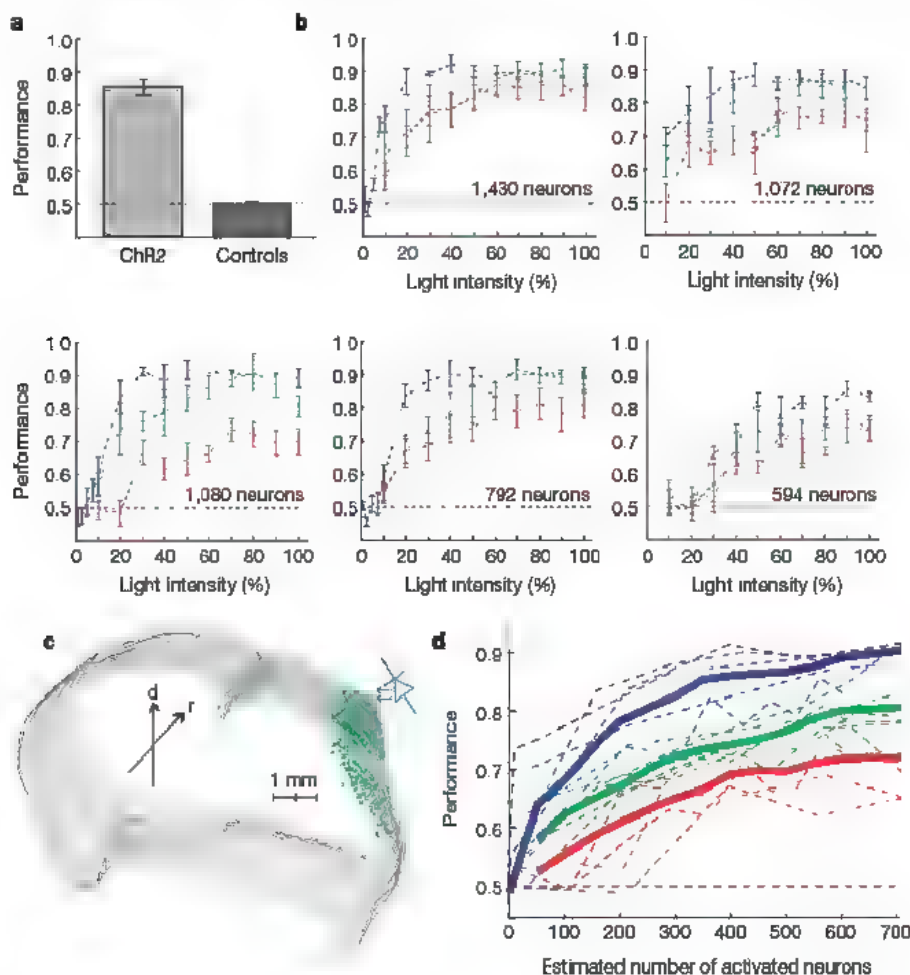 a
1.0
0.9
0.8
0.7
0.6
0.5
Performance
ChR2
Controls
b
1.0
0.9
0.8
0.7
0.6
0.5
1,430 neurons
0 20 40 60 80 100
Light intensity (%)
1.0
0.9
0.8
0.7
0.6
0.5
1,072 neurons
0 20 40 60 80 100
Light intensity (%)
1.0
0.9
0.8
0.7
0.6
0.5
Performance
1,080 neurons
0 20 40 60 80 100
Light intensity (%)
1.0
0.9
0.8
0.7
0.6
0.5
792 neurons
0 20 40 60 80 100
Light intensity (%)
1.0
0.9
0.8
0.7
0.6
0.5
594 neurons
0 20 40 60 80 100
Light intensity (%)
c
d
r
1 mm
d
0.9
0.8
0.7
0.6
0.5
Performance
0 100 200 300 400 500 600 700
Estimated number of activated neurons